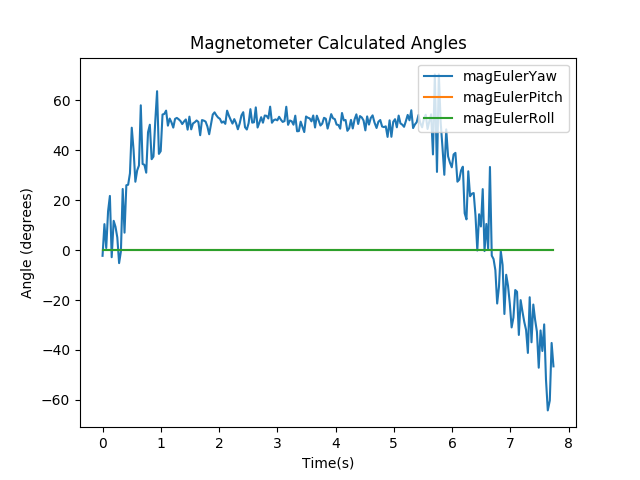 Magnetometer Calculated Angles
magEulerYaw
magEulerPitch
magEulerRoll
60
40
20
0
−20
−40
−60
Angle (degrees)
0 1 2 3 4 5 6 7 8
Time(s)